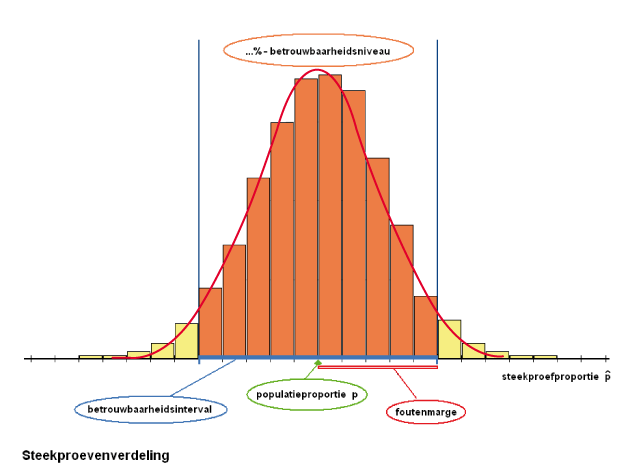 ...%- betrouwbaarheidsniveau
steekproefproportie p̂
populatieproportie p
betrouwbaarheidsinterval
foutenmarge
Steekproevenverdeling